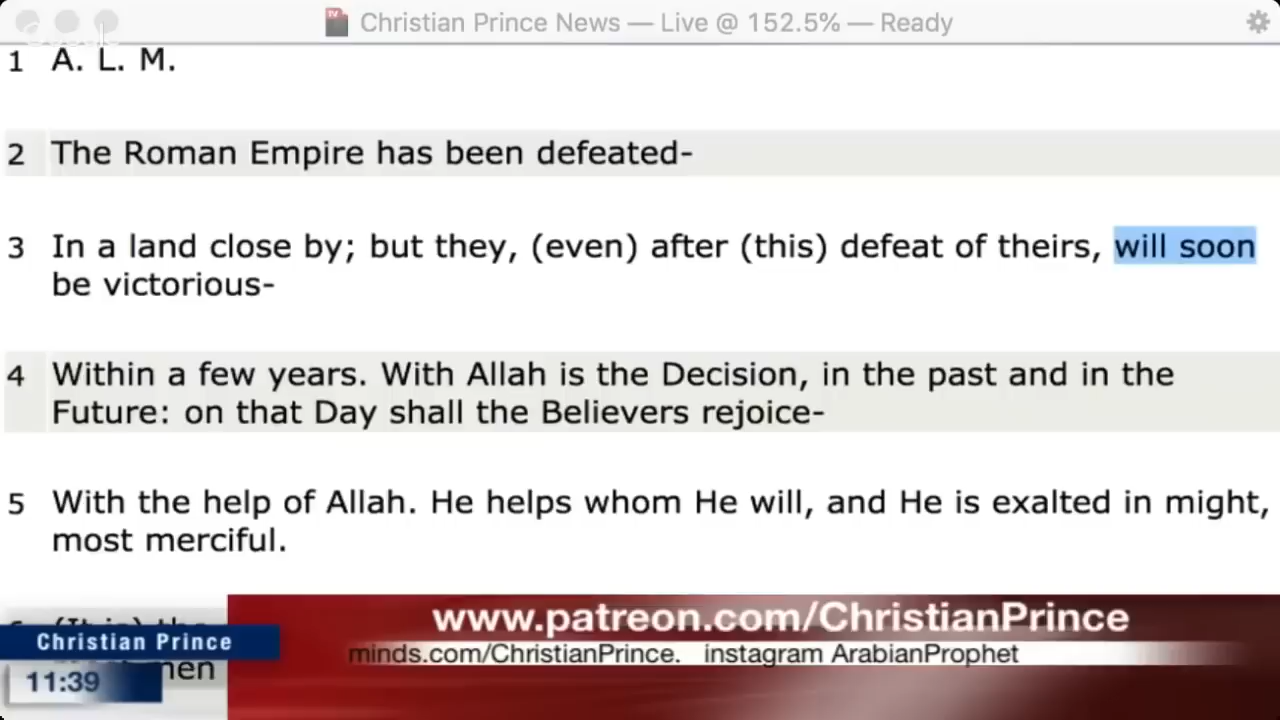 Christian Prince News — Live @ 152.5% — Ready
1 A. L. M.
2 The Roman Empire has been defeated-
3 In a land close by; but they, (even) after (this) defeat of theirs, will soon
be victorious-
4 Within a few years. With Allah is the Decision, in the past and in the
Future: on that Day shall the Believers rejoice-
5 With the help of Allah. He helps whom He will, and He is exalted in might,
most merciful.
www.patreon.com/ChristianPrince
Christian Prince
minds.com/ChristianPrince. instagram ArabianProphet
11:39